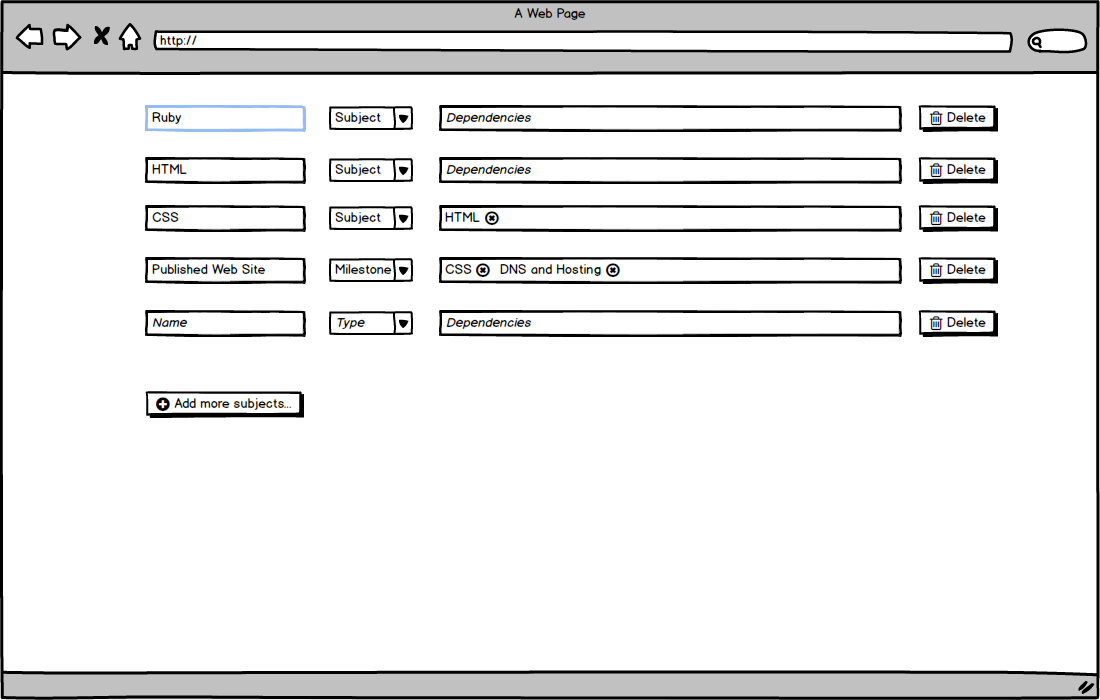 A Web Page
http://
Ruby Subject Dependencies Delete
HTML Subject Dependencies Delete
CSS Subject HTML Delete
Published Web Site Milestone CSS DNS and Hosting Delete
Name Type Dependencies Delete
Add more subjects...